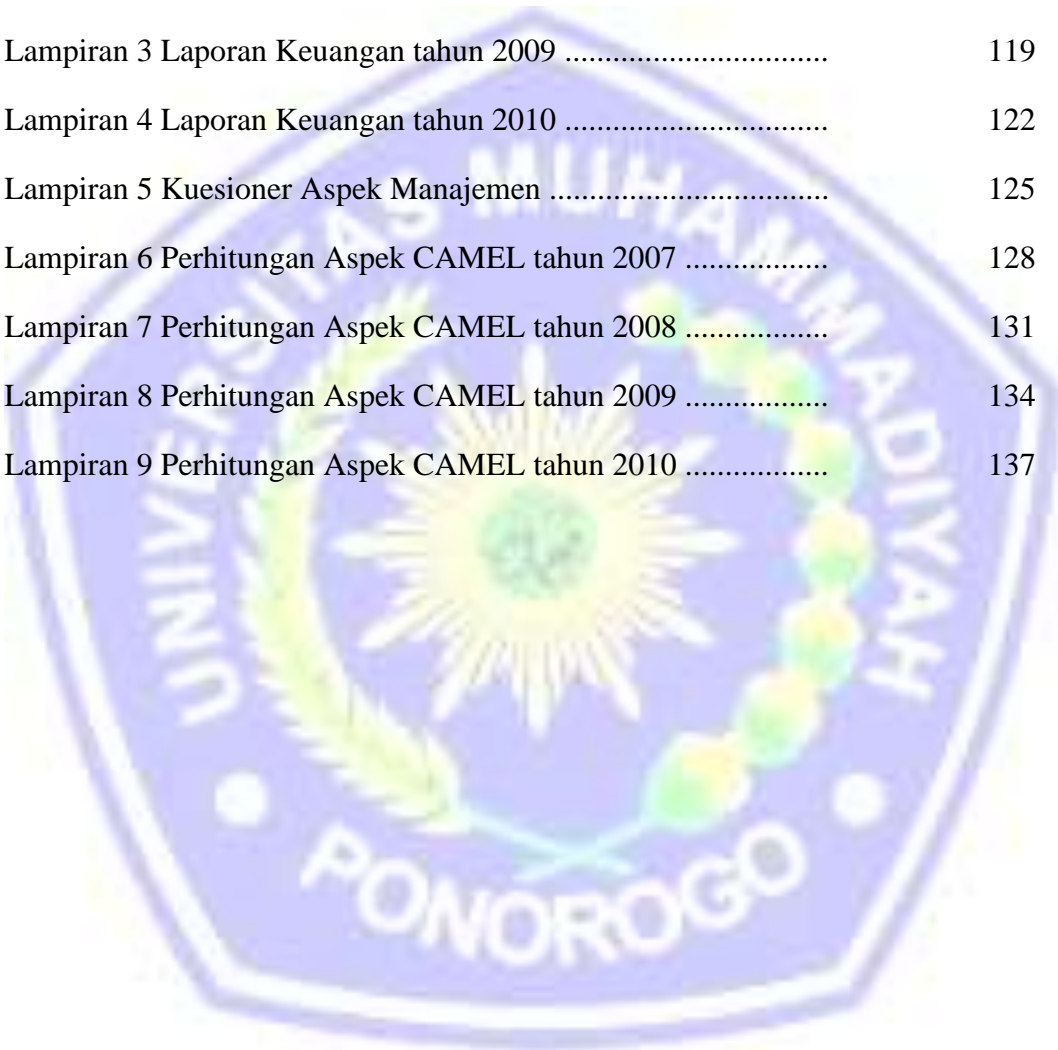 Lampiran 3 Laporan Keuangan tahun 2009 ................................ 119
Lampiran 4 Laporan Keuangan tahun 2010 ................................ 122
Lampiran 5 Kuesioner Aspek Manajemen .................................. 125
Lampiran 6 Perhitungan Aspek CAMEL tahun 2007 ................. 128
Lampiran 7 Perhitungan Aspek CAMEL tahun 2008 ................. 131
Lampiran 8 Perhitungan Aspek CAMEL tahun 2009 ................. 134
Lampiran 9 Perhitungan Aspek CAMEL tahun 2010 ................. 137
UNIVERSITAS MUHAMMADIYAH
PONOROGO